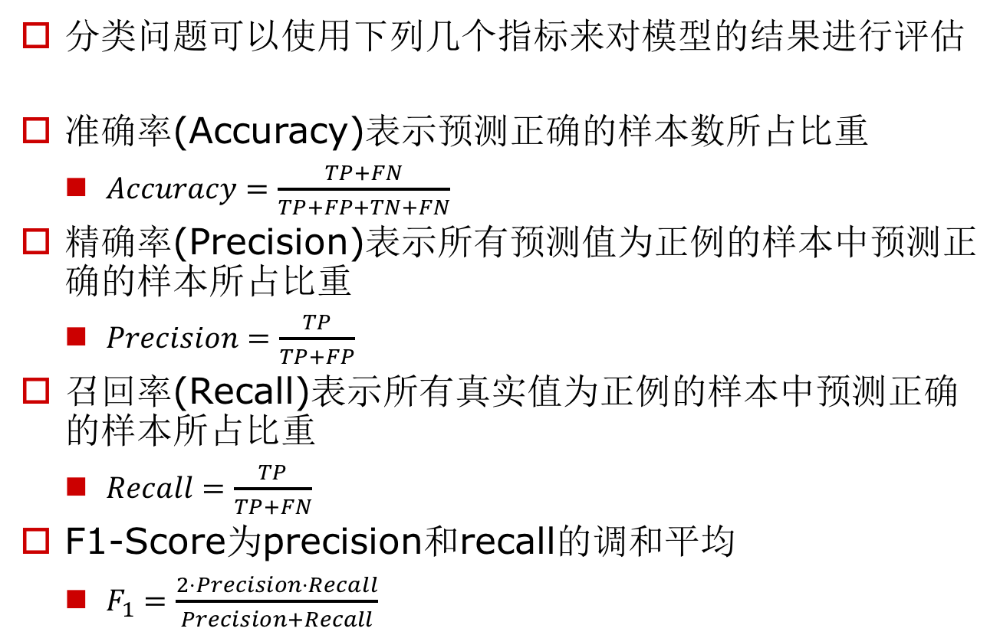 分类问题可以使用下列几个指标来对模型的结果进行评估
准确率(Accuracy)表示预测正确的样本数所占比重
Accuracy = \frac{TP+FN}{TP+FP+TN+FN}
精确率(Precision)表示所有预测值为正例的样本中预测正
确的样本所占比重
Precision = \frac{TP}{TP+FP}
召回率(Recall)表示所有真实值为正例的样本中预测正确
的样本所占比重
Recall = \frac{TP}{TP+FN}
F1-Score为precision和recall的调和平均
F_1 = \frac{2·Precision·Recall}{Precision+Recall}